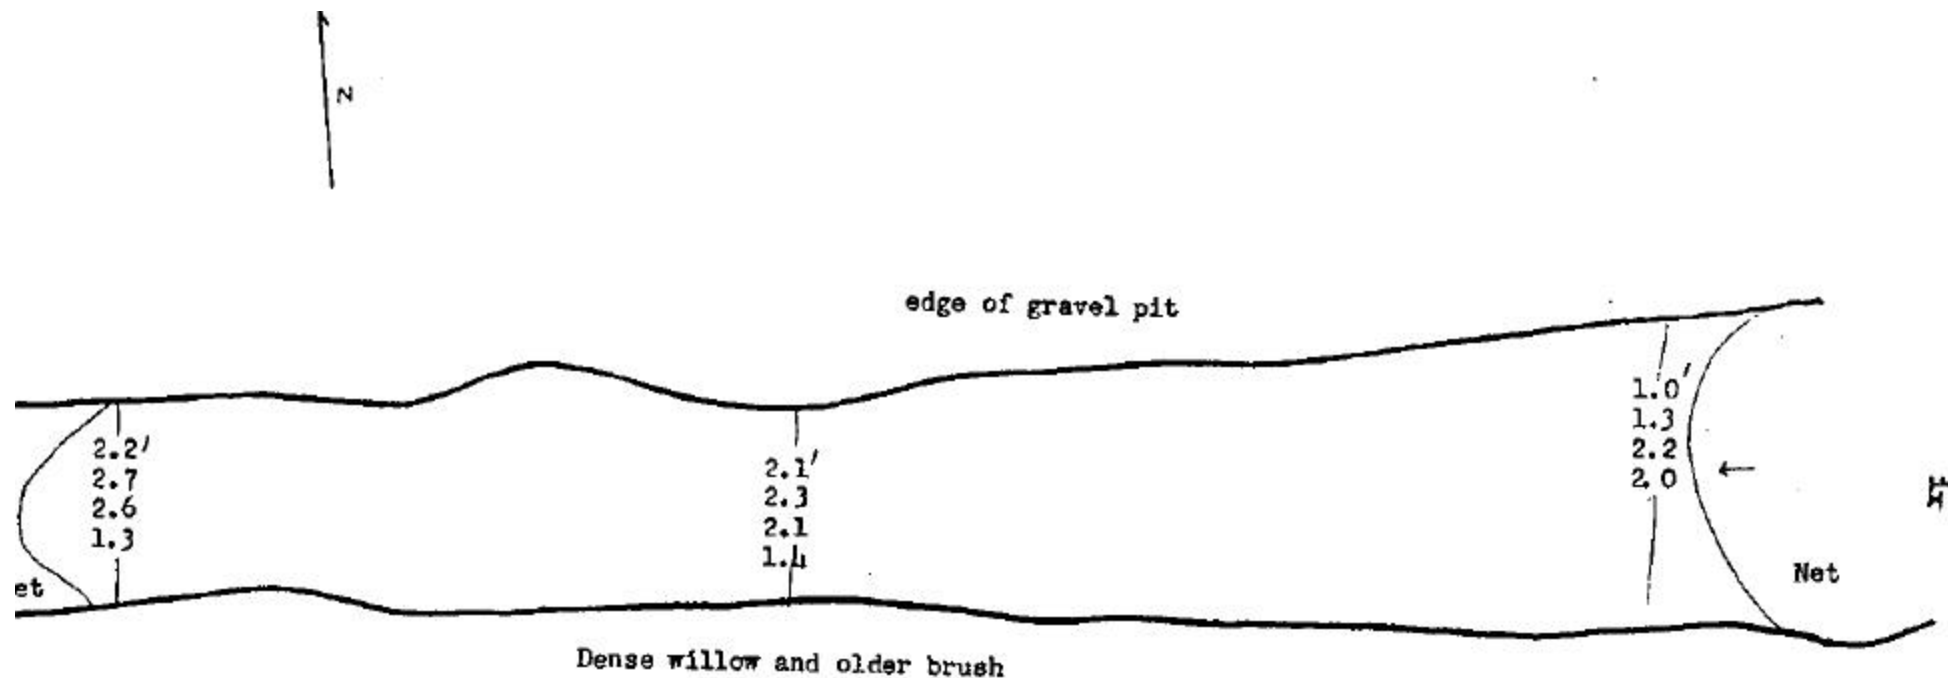 N
edge of gravel pit
2.2'
2.7
2.6
1.3
2.1'
2.3
2.1
1.4
1.0'
1.3
2.2
2.0
←
et
Net
Dense willow and older brush